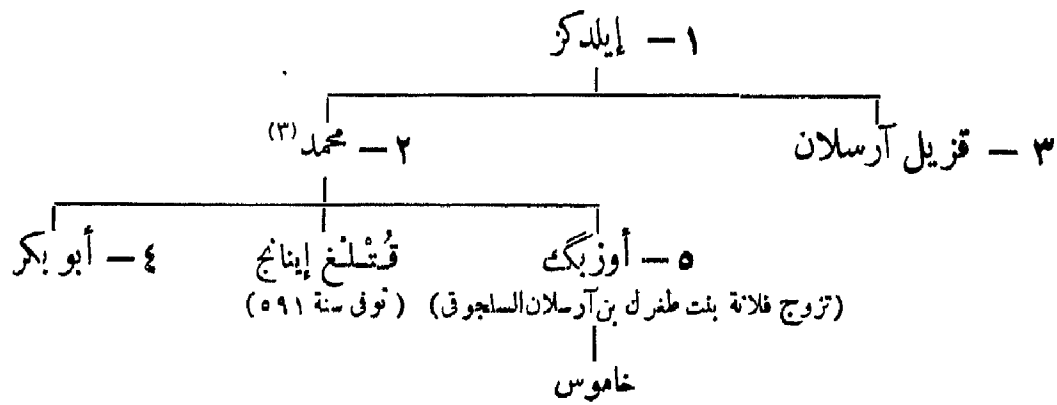 ١ — إيلدكز
٣ — قزيل آرسلان ٢ — محمد (٣)
٥ — أوزبگ قُتْلُغ إينانج ٤ — أبو بكر
(تزوج فلانة بنت طغرل بن آرسلان السلجوقى) (توفى سنة ٥٩١)
خاموس